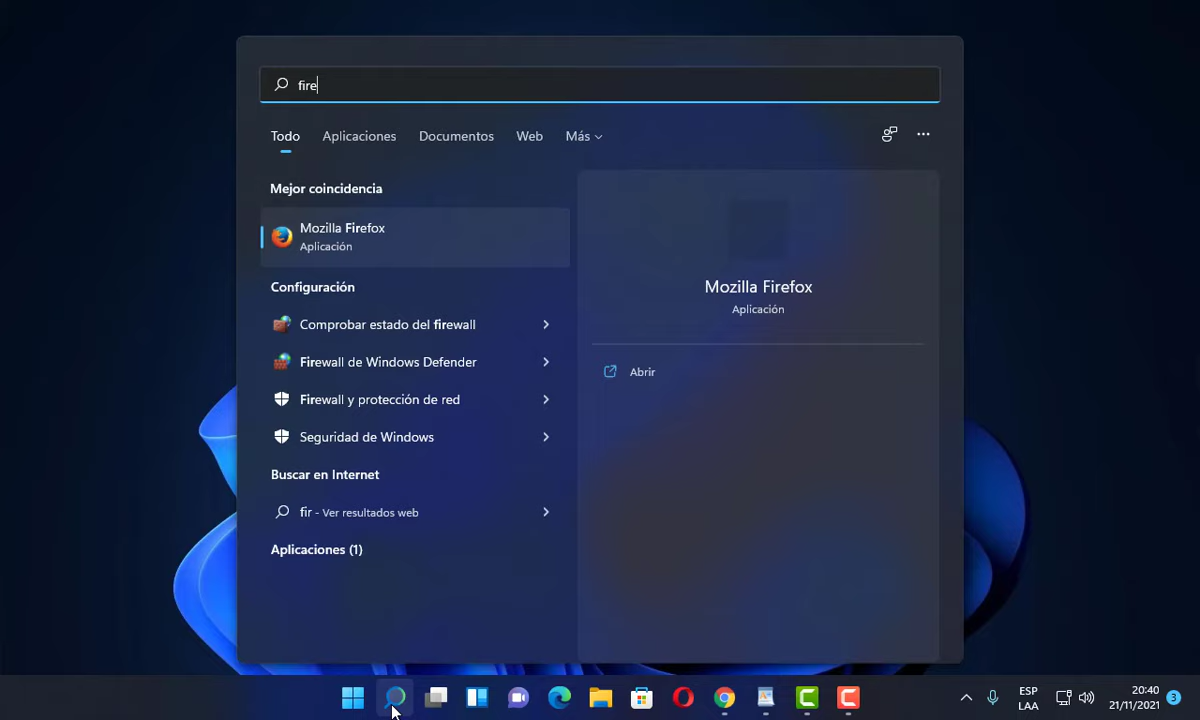 fire
Todo Aplicaciones Documentos Web Más
Mejor coincidencia
Mozilla Firefox
Aplicación
Configuración
Comprobar estado del firewall
Firewall de Windows Defender
Firewall y protección de red
Seguridad de Windows
Buscar en Internet
fir - Ver resultados web
Aplicaciones (1)
Mozilla Firefox
Aplicación
Abrir
ESP
LAA
20:40
21/11/2021
3